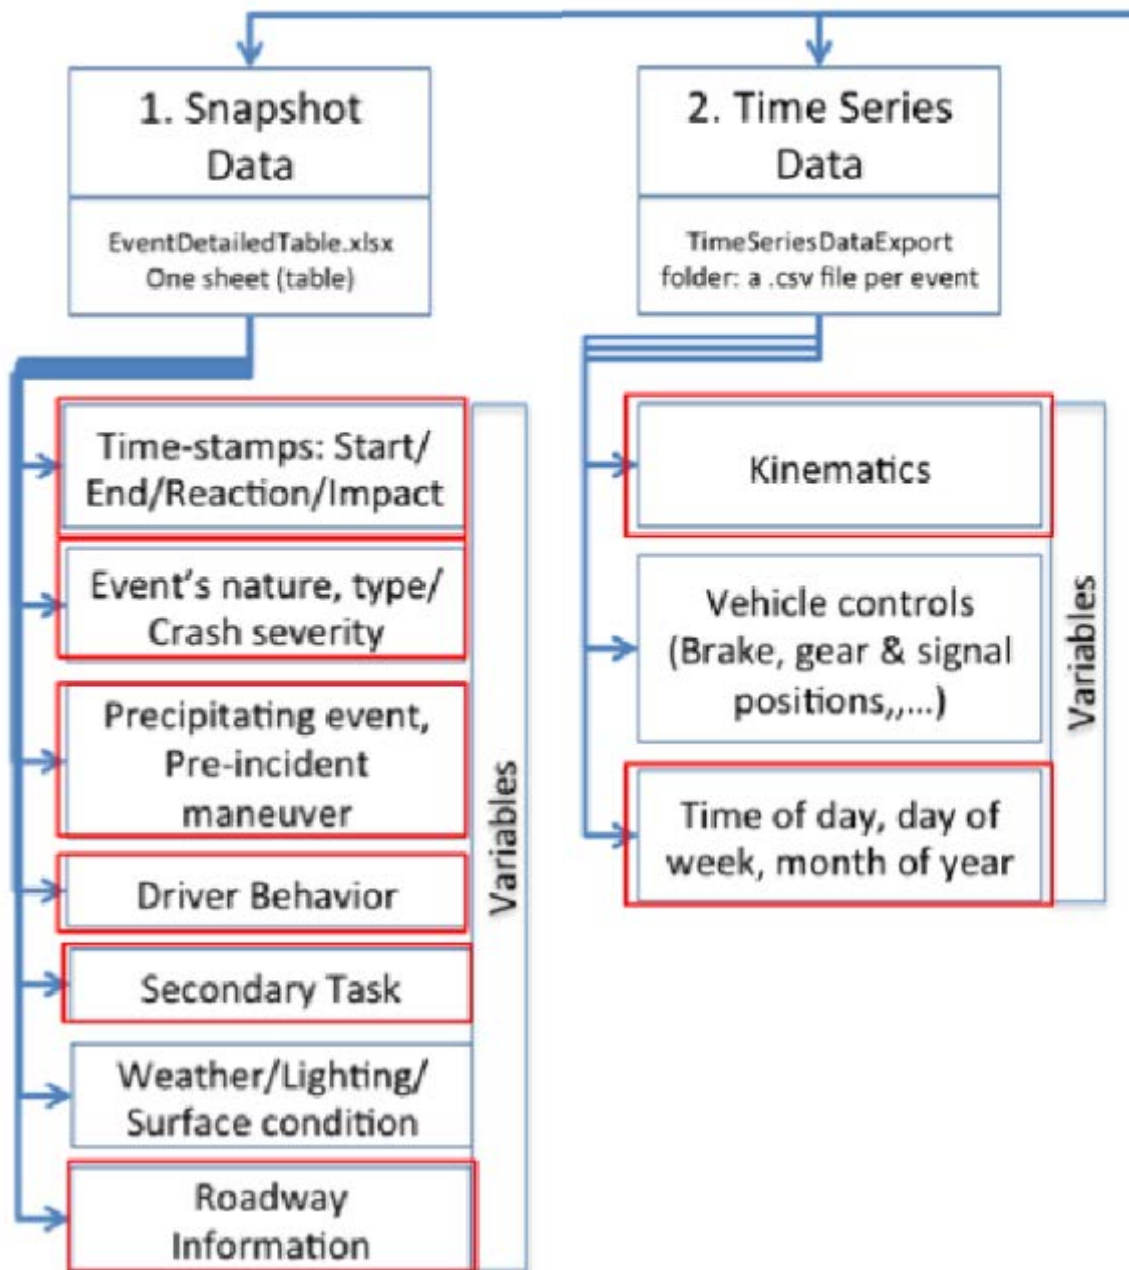 1. Snapshot
Data
EventDetailedTable.xlsx
One sheet (table)
Time-stamps: Start/
End/Reaction/Impact
Event's nature, type/
Crash severity
Precipitating event,
Pre-incident
maneuver
Driver Behavior
Secondary Task
Weather/Lighting/
Surface condition
Roadway
Information
Variables
2. Time Series
Data
TimeSeriesDataExport
folder: a .csv file per event
Kinematics
Vehicle controls
(Brake, gear & signal
positions,,...)
Time of day, day of
week, month of year
Variables